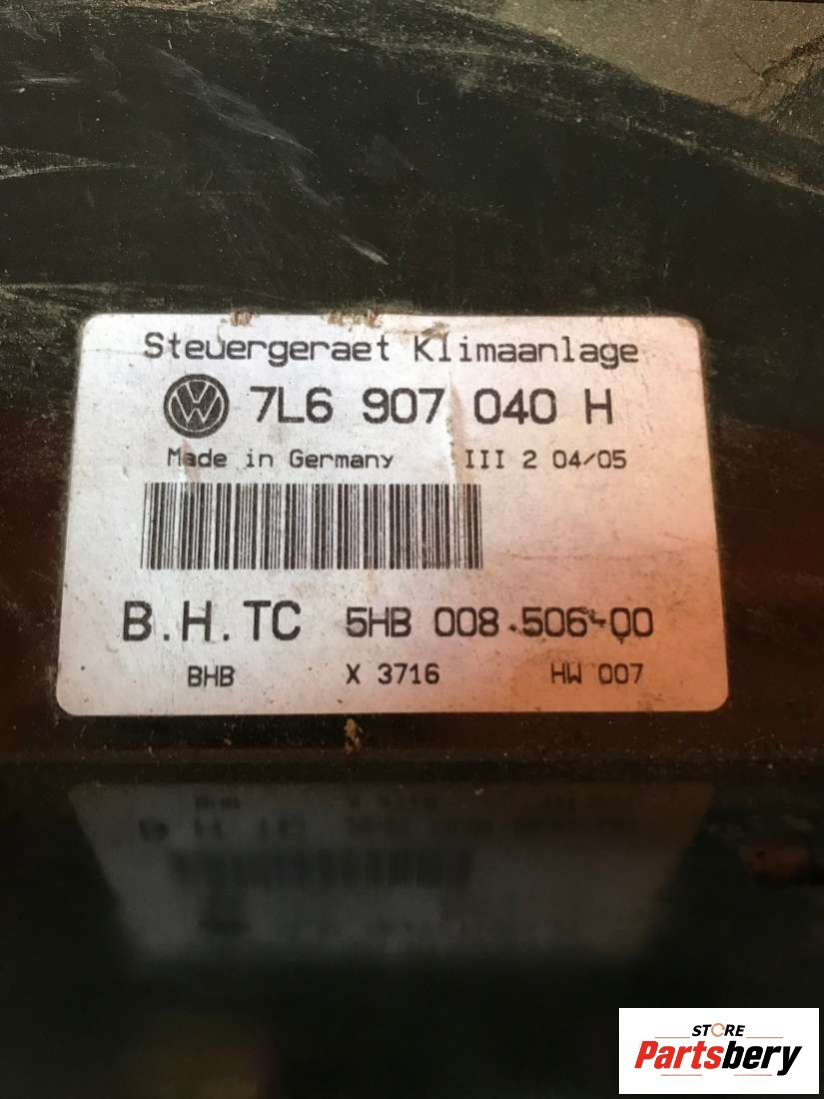 Steuergeraet Klimaanlage
7L6 907 040 H
Made in Germany III 2 04/05
B.H.TC 5HB 008.506-00
BHB X 3716 HW 007
STORE
Partsbery